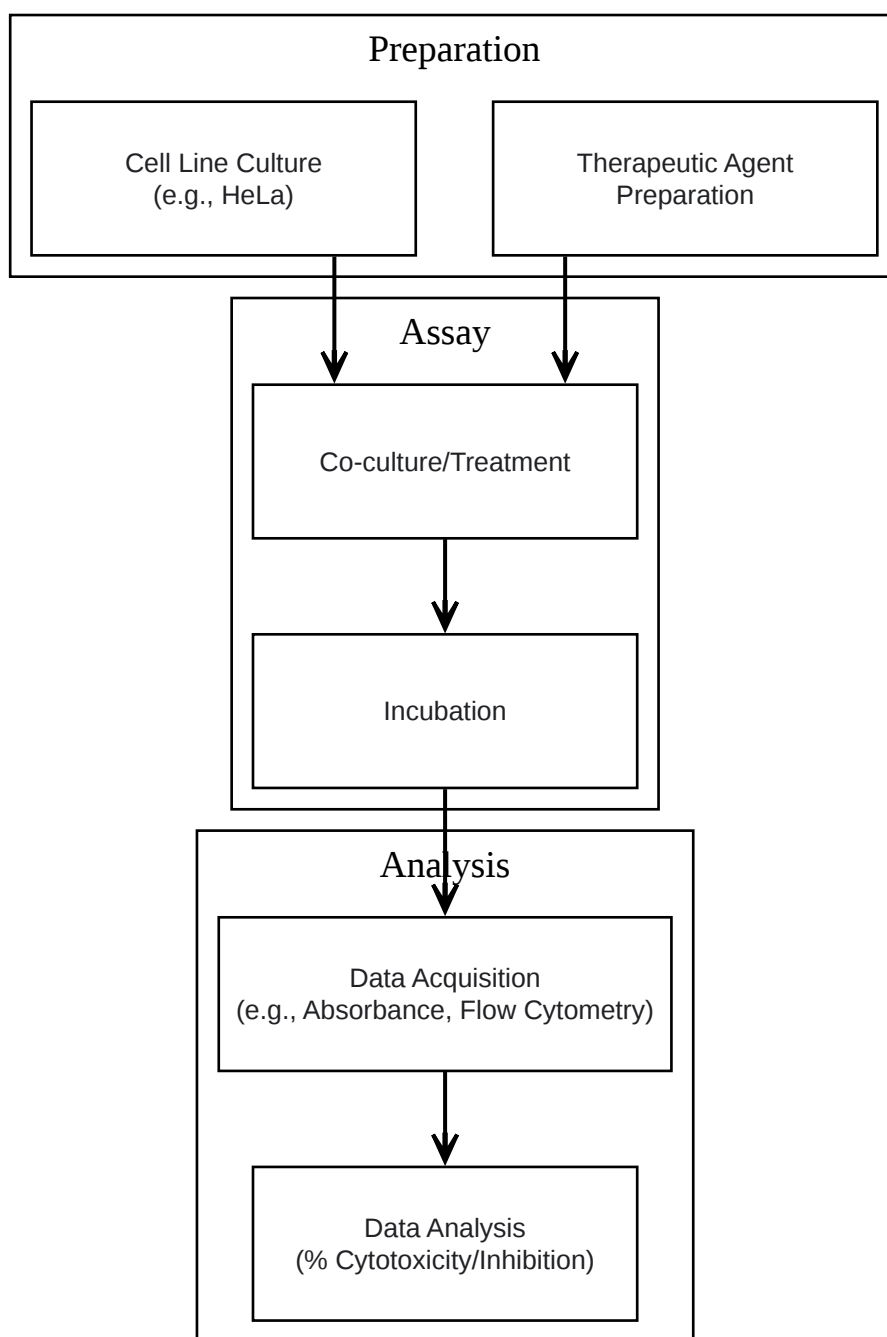 Preparation
Cell Line Culture
(e.g., HeLa)
Therapeutic Agent
Preparation
Assay
Co-culture/Treatment
Incubation
Analysis
Data Acquisition
(e.g., Absorbance, Flow Cytometry)
Data Analysis
(% Cytotoxicity/Inhibition)